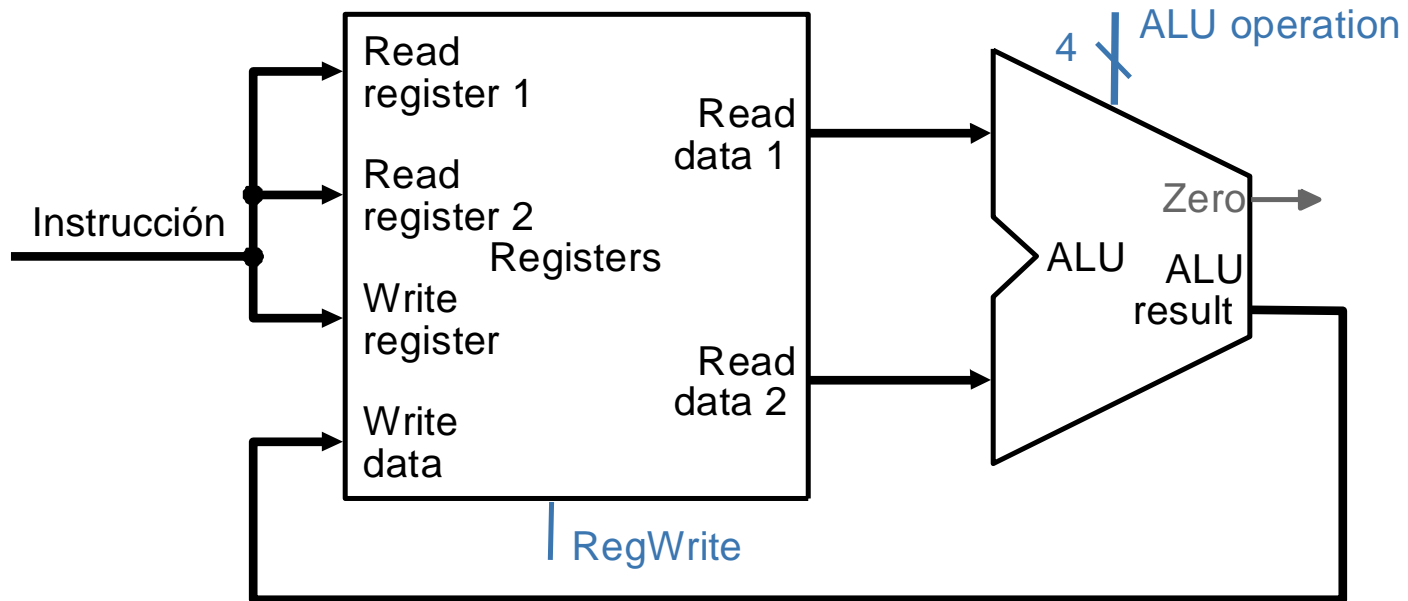 Instrucción
Read
register 1
Read
register 2
Registers
Write
register
Write
data
Read
data 1
Read
data 2
RegWrite
4
ALU operation
Zero
ALU
ALU
result